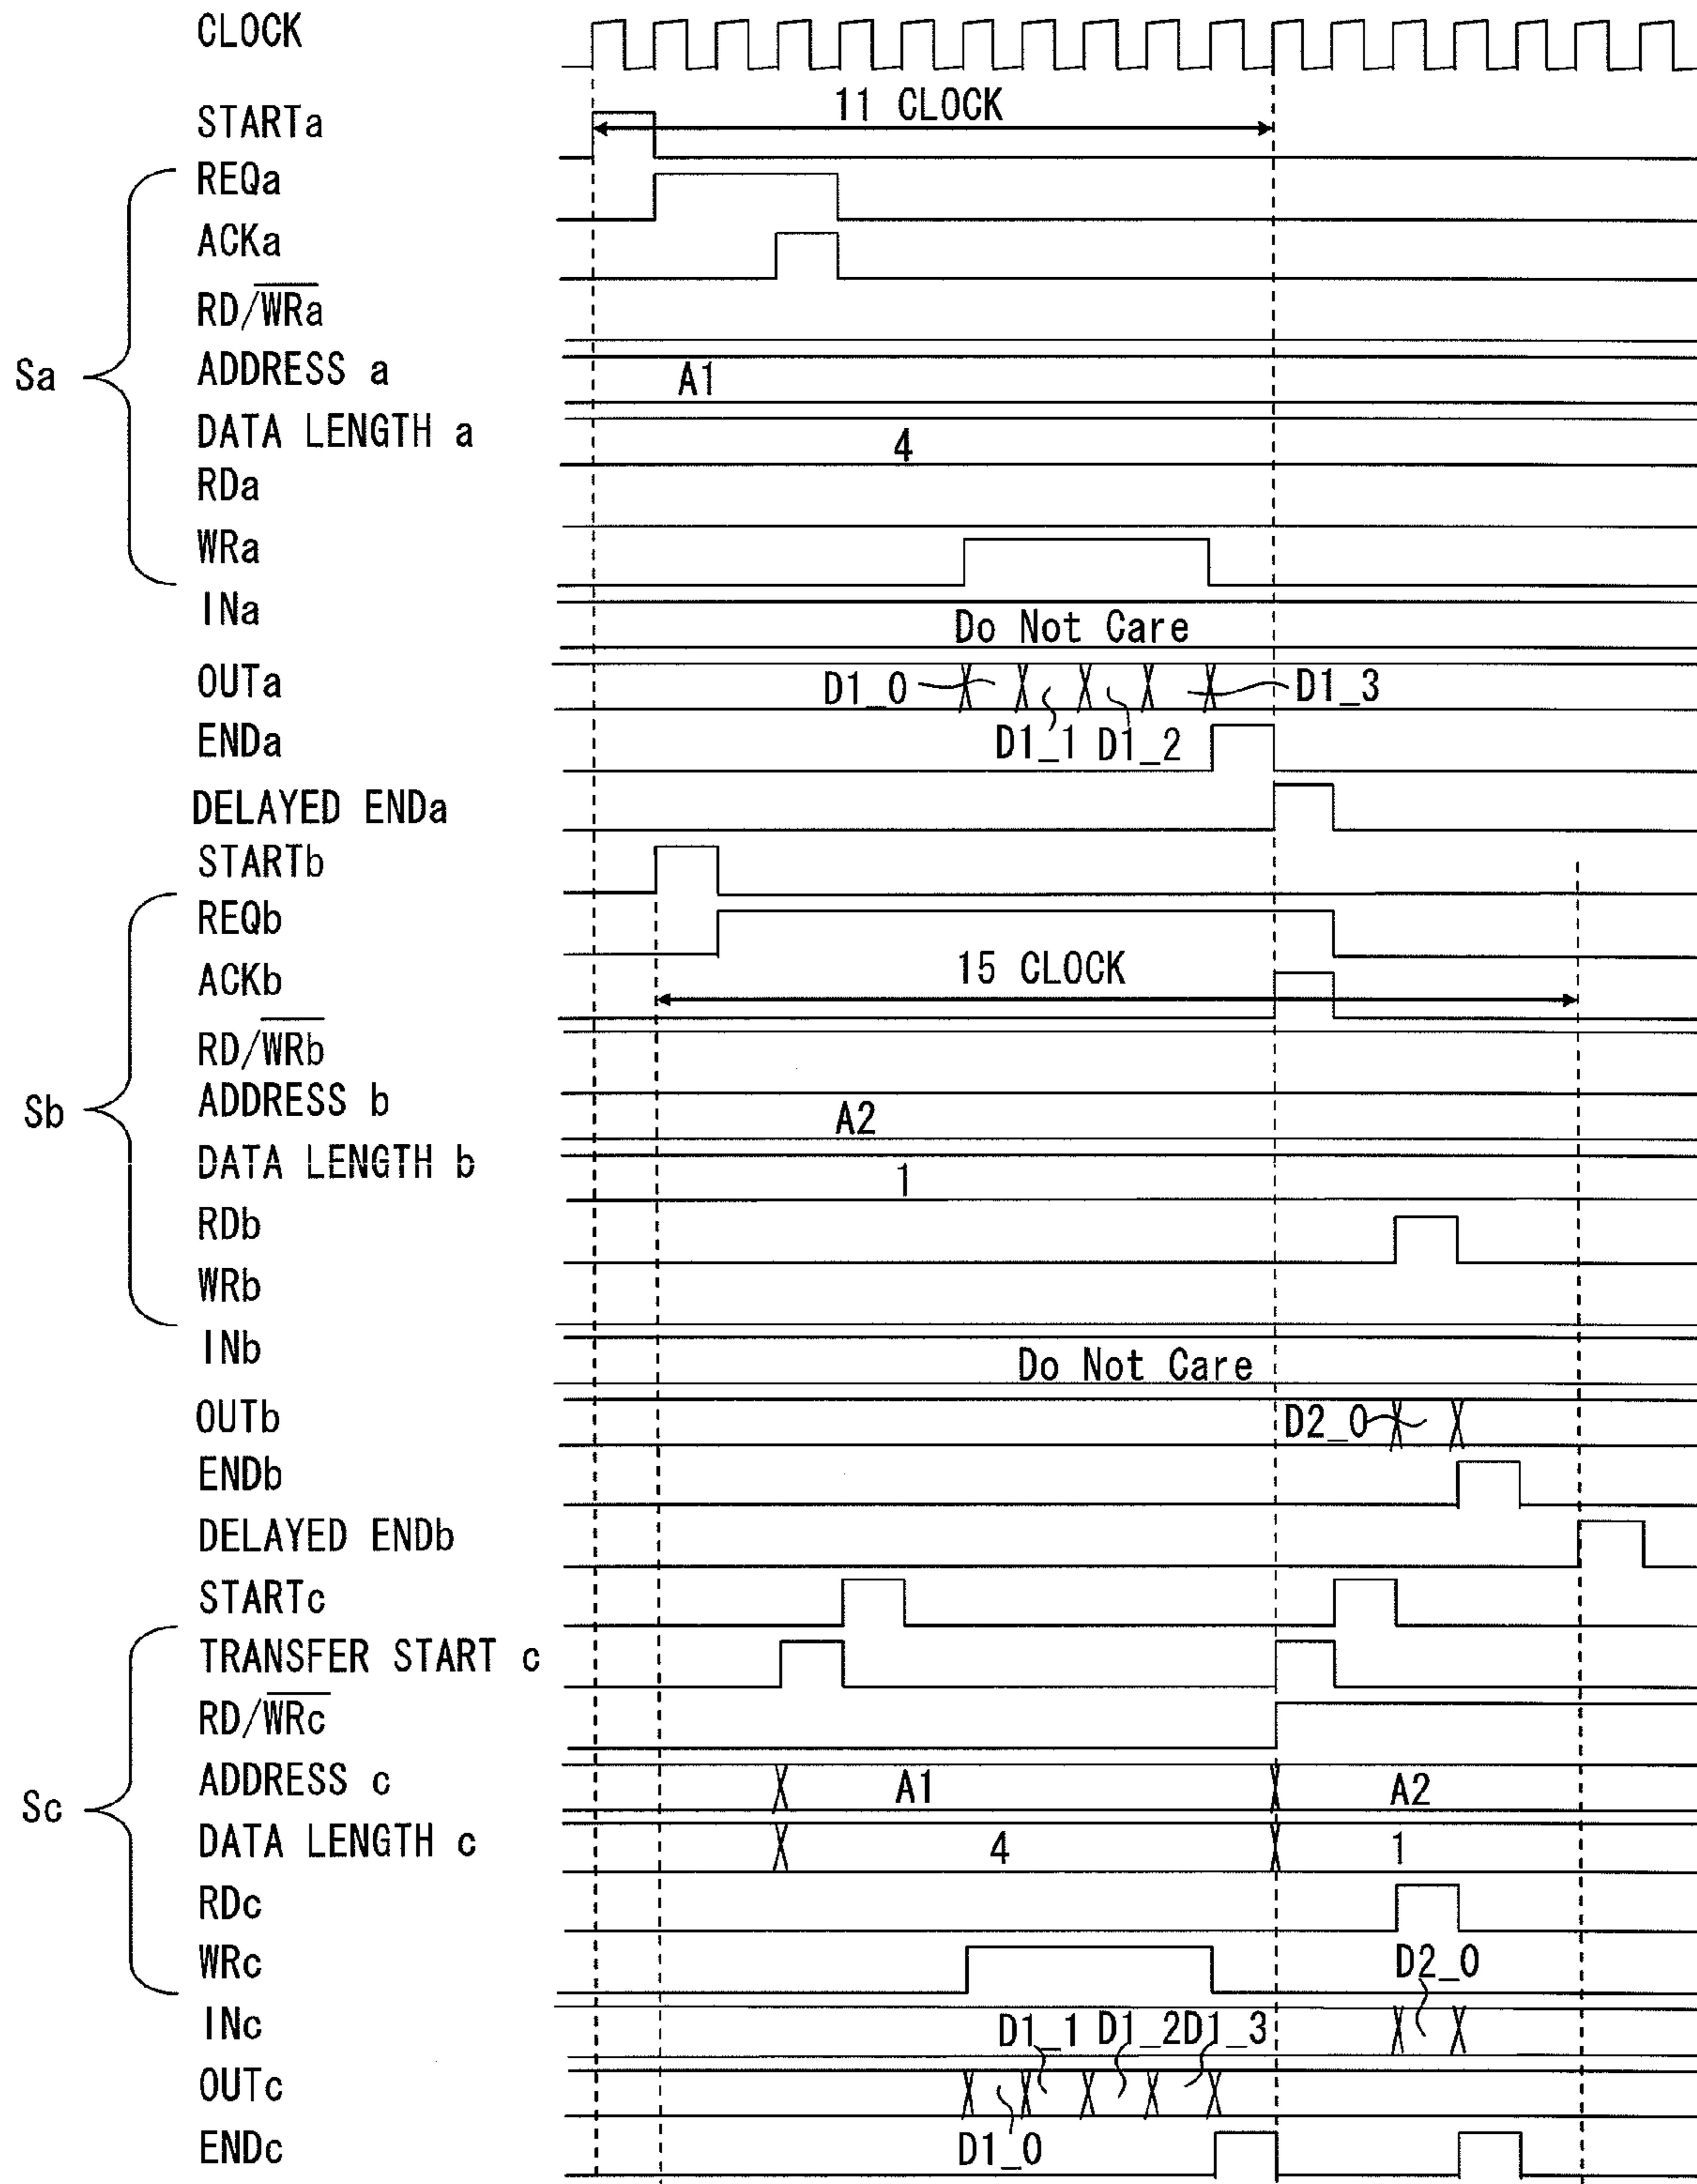 CLOCK
STARTa
11 CLOCK
REQa
ACKa
RD/WRa
Sa
ADDRESS a
A1
DATA LENGTH a
4
RDa
WRa
INa
Do Not Care
OUTa
D1_0
D1_3
D1_1 D1_2
ENDa
DELAYED ENDa
STARTb
REQb
15 CLOCK
ACKb
RD/WRb
Sb
ADDRESS b
A2
DATA LENGTH b
1
RDb
WRb
INb
Do Not Care
OUTb
D2_0
ENDb
DELAYED ENDb
STARTc
TRANSFER START c
RD/WRc
Sc
ADDRESS c
A1
A2
DATA LENGTH c
4
1
RDc
WRc
D2_0
INc
D1_1 D1_2 D1_3
OUTc
D1_0
ENDc